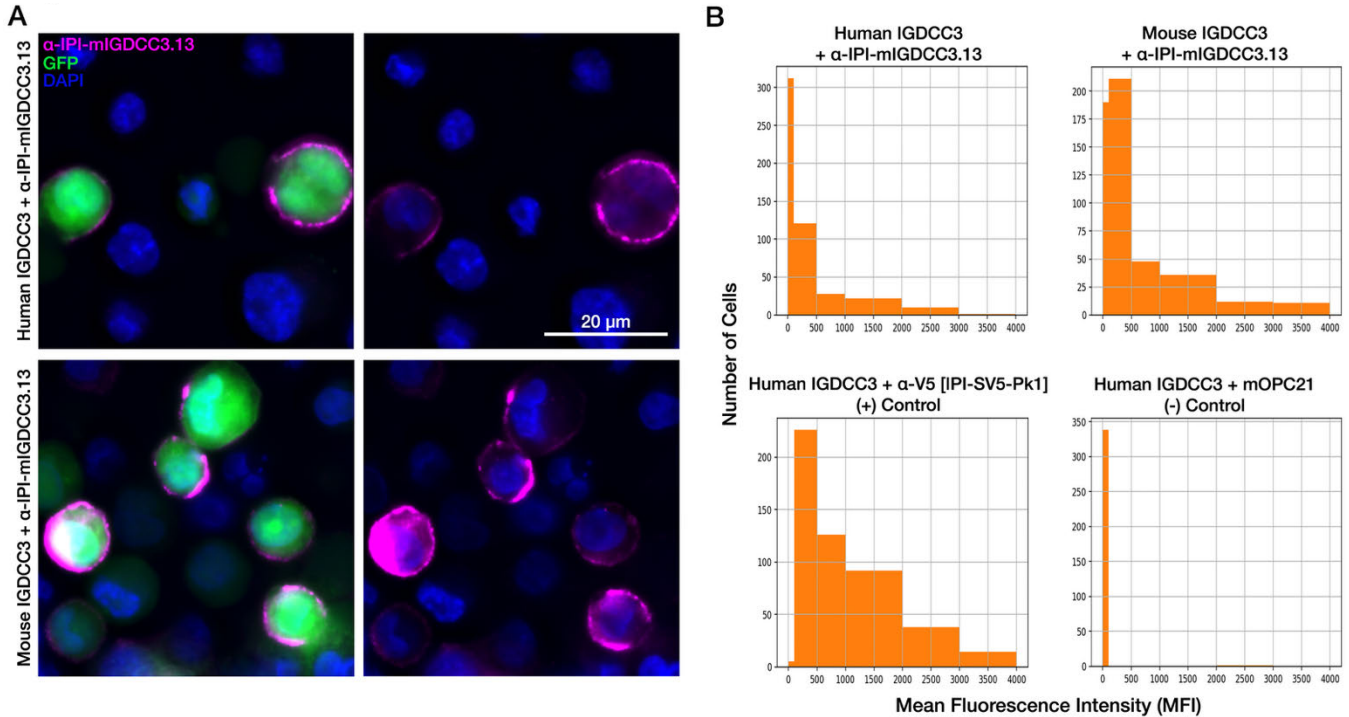 A
Human IGDCC3 + α-IPI-mIGDCC3.13
α-IPI-mIGDCC3.13
GFP
DAPI
20 µm
Mouse IGDCC3 + α-IPI-mIGDCC3.13
B
Number of Cells
Human IGDCC3
+ α-IPI-mIGDCC3.13
300
250
200
150
100
50
0
0 500 1000 1500 2000 2500 3000 3500 4000
Mouse IGDCC3
+ α-IPI-mIGDCC3.13
200
175
150
125
100
75
50
25
0
0 500 1000 1500 2000 2500 3000 3500 4000
Human IGDCC3 + α-V5 [IPI-SV5-Pk1]
(+) Control
200
150
100
50
0
0 500 1000 1500 2000 2500 3000 3500 4000
Human IGDCC3 + mOPC21
(-) Control
350
300
250
200
150
100
50
0
0 500 1000 1500 2000 2500 3000 3500 4000
Mean Fluorescence Intensity (MFI)